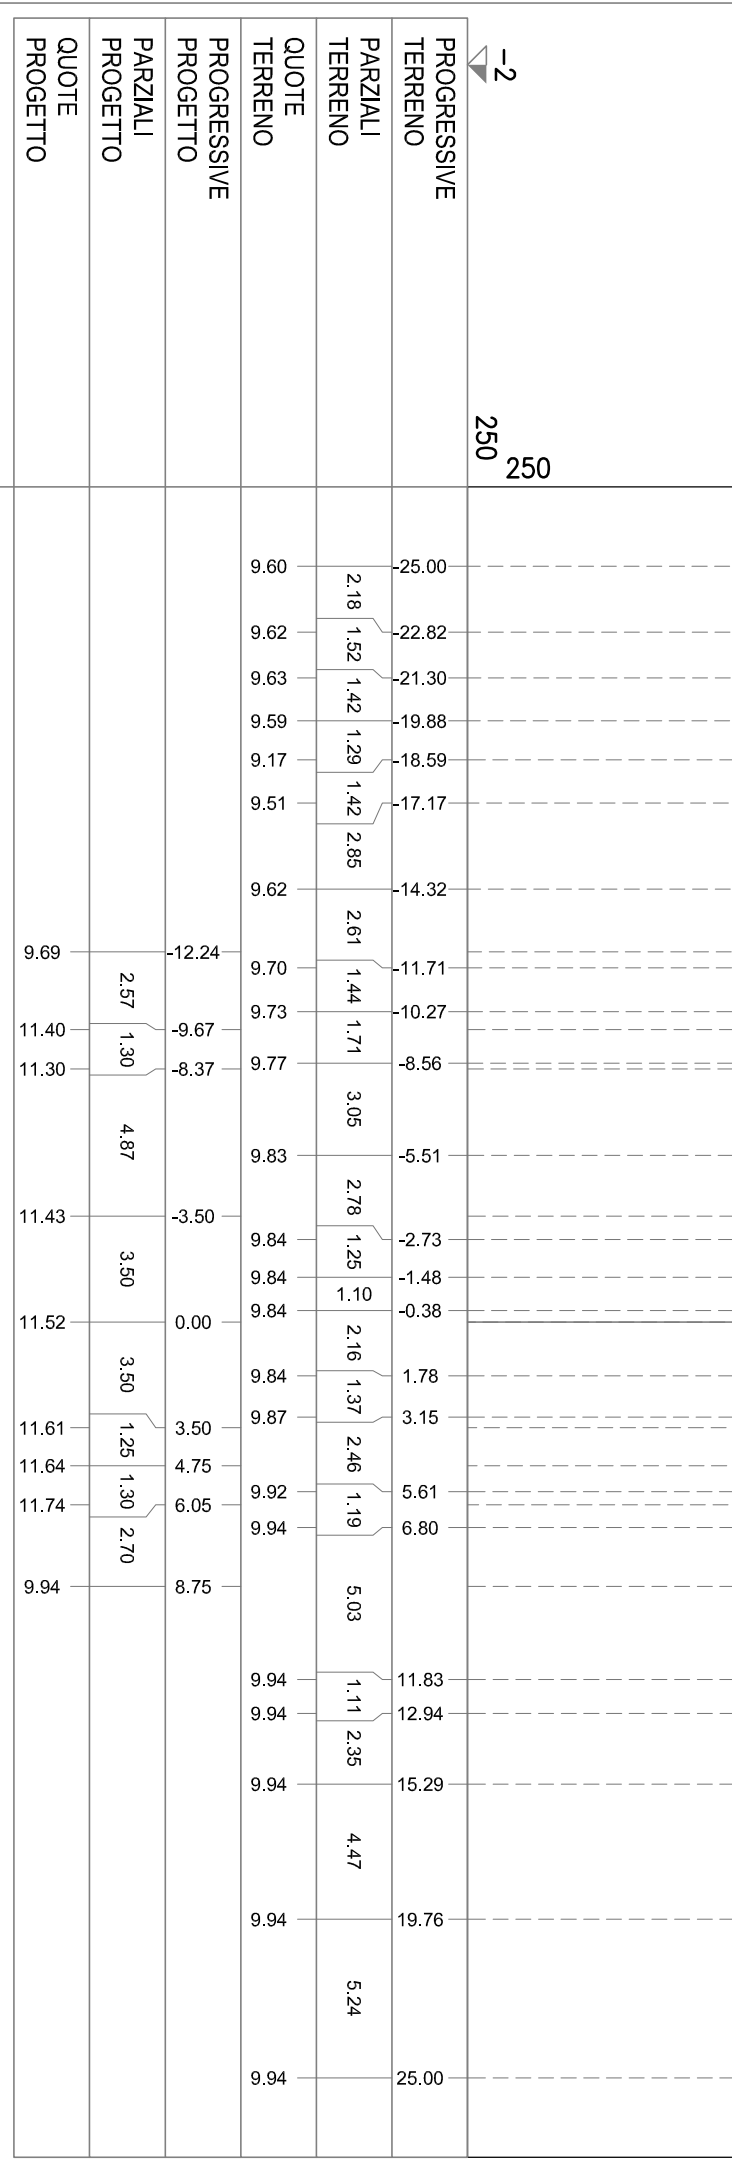 -2
250
250
PROGRESSIVE
TERRENO
-25.00 -22.82 -21.30 -19.88 -18.59 -17.17 -14.32 -11.71 -10.27 -8.56 -5.51 -2.73 -1.48 -0.38 1.78 3.15 5.61 6.80 11.83 12.94 15.29 19.76 25.00
PARZIALI
TERRENO
2.18 1.52 1.42 1.29 1.42 2.85 2.61 1.44 1.71 3.05 2.78 1.25 1.10 2.16 1.37 2.46 1.19 5.03 1.11 2.35 4.47 5.24
QUOTE
TERRENO
9.60 9.62 9.63 9.59 9.17 9.51 9.62 9.70 9.73 9.77 9.83 9.84 9.84 9.84 9.84 9.87 9.92 9.94 9.94 9.94 9.94 9.94 9.94
PROGRESSIVE
PROGETTO
-12.24 -9.67 -8.37 -3.50 0.00 3.50 4.75 6.05 8.75
PARZIALI
PROGETTO
2.57 1.30 4.87 3.50 3.50 1.25 1.30 2.70
QUOTE
PROGETTO
9.69 11.40 11.30 11.43 11.52 11.61 11.64 11.74 9.94